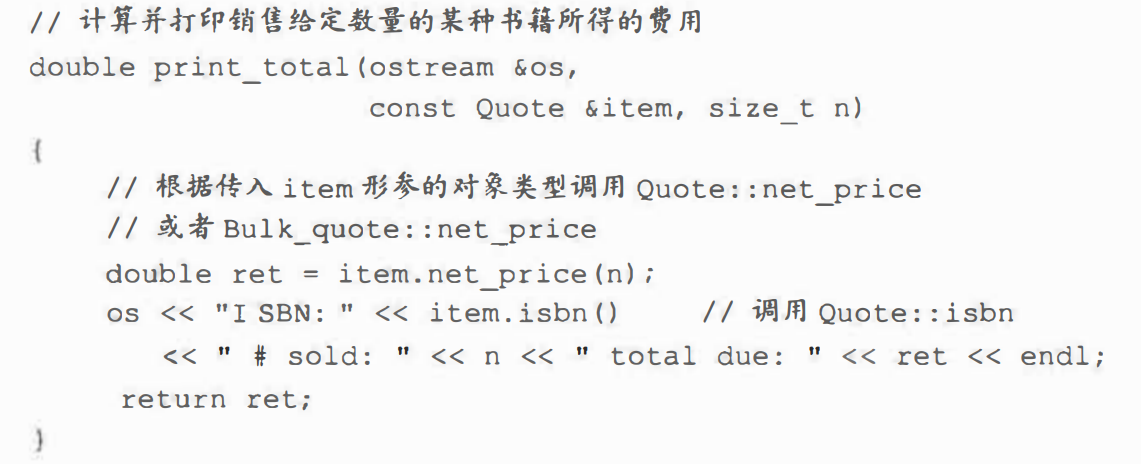 // 计算并打印销售给定数量的某种书籍所得的费用
double print_total(ostream &os,
                   const Quote &item, size_t n)
{
    // 根据传入 item 形参的对象类型调用 Quote::net_price
    // 或者 Bulk_quote::net_price
    double ret = item.net_price(n);
    os << "I SBN: " << item.isbn()    // 调用 Quote::isbn
       << " # sold: " << n << " total due: " << ret << endl;
    return ret;
}